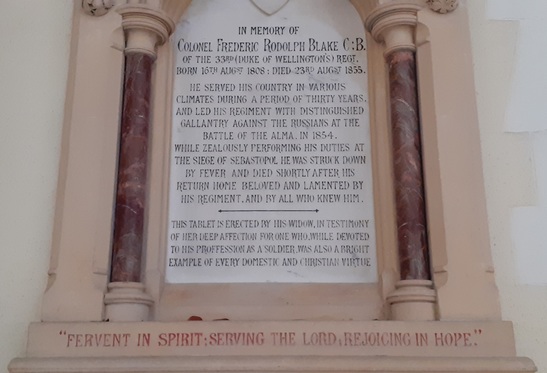 IN MEMORY OF
COLONEL FREDERIC RODOLPH BLAKE C:B.
OF THE 33RD (DUKE OF WELLINGTON'S) REGT.
BORN 15TH AUGST 1808: DIED 23RD AUGST 1855.
HE SERVED HIS COUNTRY IN VARIOUS
CLIMATES DURING A PERIOD OF THIRTY YEARS,
AND LED HIS REGIMENT WITH DISTINGUISHED
GALLANTRY AGAINST THE RUSSIANS AT THE
BATTLE OF THE ALMA, IN 1854.
WHILE ZEALOUSLY PERFORMING HIS DUTIES AT
THE SIEGE OF SEBASTOPOL HE WAS STRUCK DOWN
BY FEVER AND DIED SHORTLY AFTER HIS
RETURN HOME BELOVED AND LAMENTED BY
HIS REGIMENT, AND BY ALL WHO KNEW HIM.
THIS TABLET IS ERECTED BY HIS WIDOW, IN TESTIMONY
OF HER DEEP AFFECTION FOR ONE WHO, WHILE DEVOTED
TO HIS PROFFESSION AS A SOLDIER, WAS ALSO A BRIGHT
EXAMPLE OF EVERY DOMESTIC AND CHRISTIAN VIRTUE
"FERVENT IN SPIRIT: SERVING THE LORD: REJOICING IN HOPE."